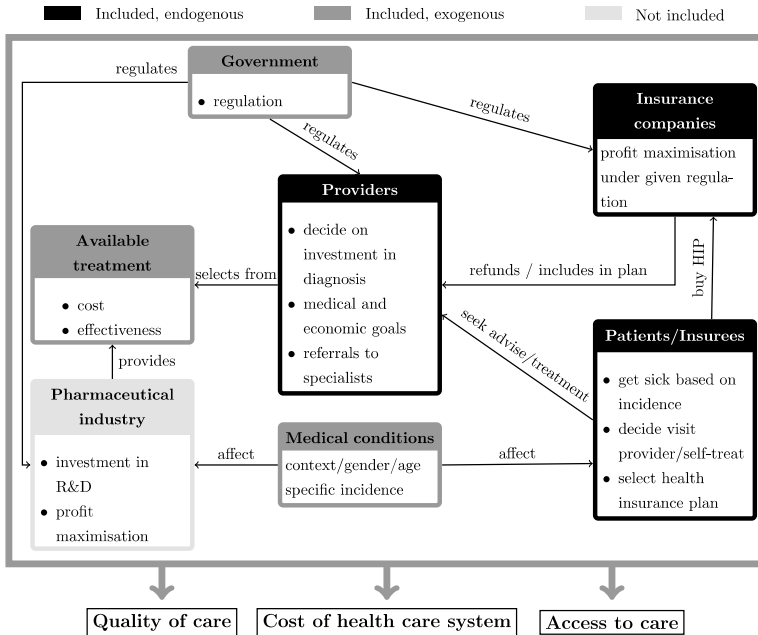 Included, endogenous
Included, exogenous
Not included
Government
• regulation
regulates
regulates
regulates
Insurance
companies
profit maximisation
under given regula-
tion
Providers
• decide on
investment in
diagnosis
• medical and
economic goals
• referrals to
specialists
Available
treatment
• cost
• effectiveness
selects from
refunds / includes in plan
buy HIP
seek advise/treatment
Patients/Insurees
• get sick based on
incidence
• decide visit
provider/self-treat
• select health
insurance plan
provides
Pharmaceutical
industry
• investment in
R&D
• profit
maximisation
Medical conditions
context/gender/age
specific incidence
affect
affect
Quality of care
Cost of health care system
Access to care